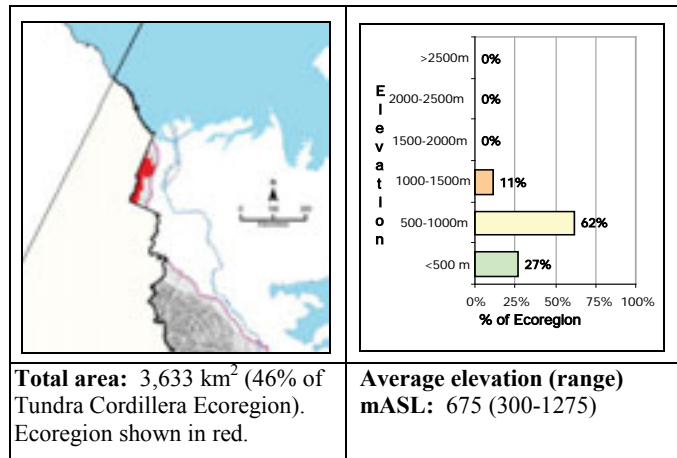 >2500m 0%
2000-2500m 0%
1500-2000m 0%
1000-1500m 11%
500-1000m 62%
<500 m 27%
Elevation
0% 25% 50% 75% 100%
% of Ecoregion
Total area: 3,633 km² (46% of
Tundra Cordillera Ecoregion).
Ecoregion shown in red.
Average elevation (range)
mASL: 675 (300-1275)